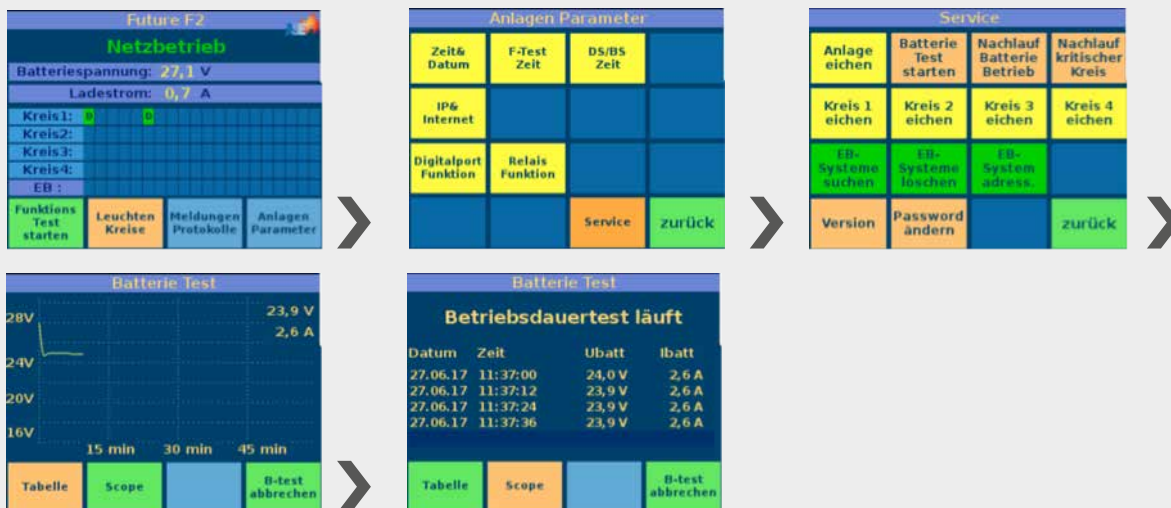 Future F2
Netzbetrieb
Batteriespannung: 27,1 V
Ladestrom: 0,7 A
Kreis1: D D
Kreis2:
Kreis3:
Kreis4:
EB :
Funktions
Test
starten
Leuchten
Kreise
Meldungen
Protokolle
Anlagen
Parameter
Anlagen Parameter
Zeit&
Datum
F-Test
Zeit
DS/BS
Zeit
IP&
Internet
Digitalport
Funktion
Relais
Funktion
Service
zurück
Service
Anlage
eichen
Batterie
Test
starten
Nachlauf
Batterie
Betrieb
Nachlauf
kritischer
Kreis
Kreis 1
eichen
Kreis 2
eichen
Kreis 3
eichen
Kreis 4
eichen
EB-
Systeme
suchen
EB-
Systeme
löschen
EB-
System
adress.
Version
Password
ändern
zurück
Batterie Test
28V
24V
20V
16V
23,9 V
2,6 A
15 min 30 min 45 min
Tabelle
Scope
B-test
abbrechen
Batterie Test
Betriebsdauertest läuft
Datum Zeit Ubatt Ibatt
27.06.17 11:37:00 24,0 V 2,6 A
27.06.17 11:37:12 23,9 V 2,6 A
27.06.17 11:37:24 23,9 V 2,6 A
27.06.17 11:37:36 23,9 V 2,6 A
Tabelle
Scope
B-test
abbrechen